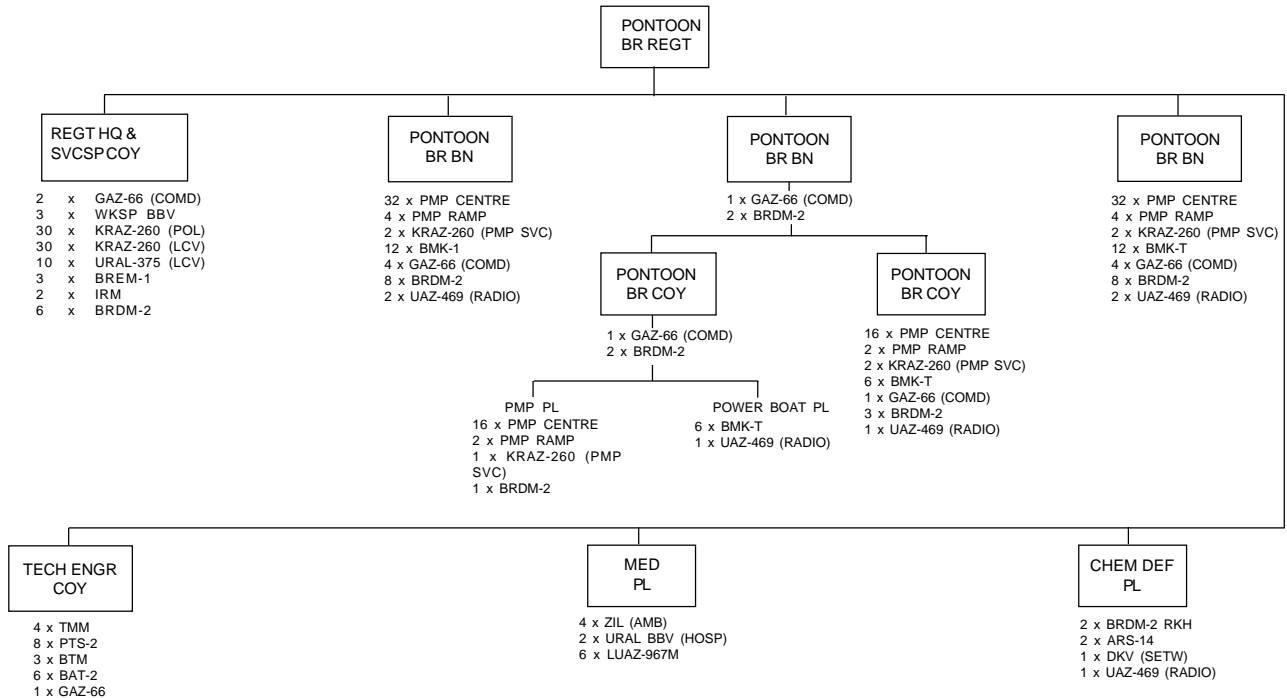 PONTOON
BR REGT
REGT HQ &
SVCSP COY
2 x GAZ-66 (COMD)
3 x WKSP BBV
30 x KRAZ-260 (POL)
30 x KRAZ-260 (LCV)
10 x URAL-375 (LCV)
3 x BREM-1
2 x IRM
6 x BRDM-2
PONTOON
BR BN
32 x PMP CENTRE
4 x PMP RAMP
2 x KRAZ-260 (PMP SVC)
12 x BMK-1
4 x GAZ-66 (COMD)
8 x BRDM-2
2 x UAZ-469 (RADIO)
PONTOON
BR BN
1 x GAZ-66 (COMD)
2 x BRDM-2
PONTOON
BR COY
1 x GAZ-66 (COMD)
2 x BRDM-2
PMP PL
16 x PMP CENTRE
2 x PMP RAMP
1 x KRAZ-260 (PMP
SVC)
1 x BRDM-2
POWER BOAT PL
6 x BMK-T
1 x UAZ-469 (RADIO)
PONTOON
BR COY
16 x PMP CENTRE
2 x PMP RAMP
2 x KRAZ-260 (PMP SVC)
6 x BMK-T
1 x GAZ-66 (COMD)
3 x BRDM-2
1 x UAZ-469 (RADIO)
PONTOON
BR BN
32 x PMP CENTRE
4 x PMP RAMP
2 x KRAZ-260 (PMP SVC)
12 x BMK-T
4 x GAZ-66 (COMD)
8 x BRDM-2
2 x UAZ-469 (RADIO)
TECH ENGR
COY
4 x TMM
8 x PTS-2
3 x BTM
6 x BAT-2
1 x GAZ-66
MED
PL
4 x ZIL (AMB)
2 x URAL BBV (HOSP)
6 x LUAZ-967M
CHEM DEF
PL
2 x BRDM-2 RKH
2 x ARS-14
1 x DKV (SETW)
1 x UAZ-469 (RADIO)